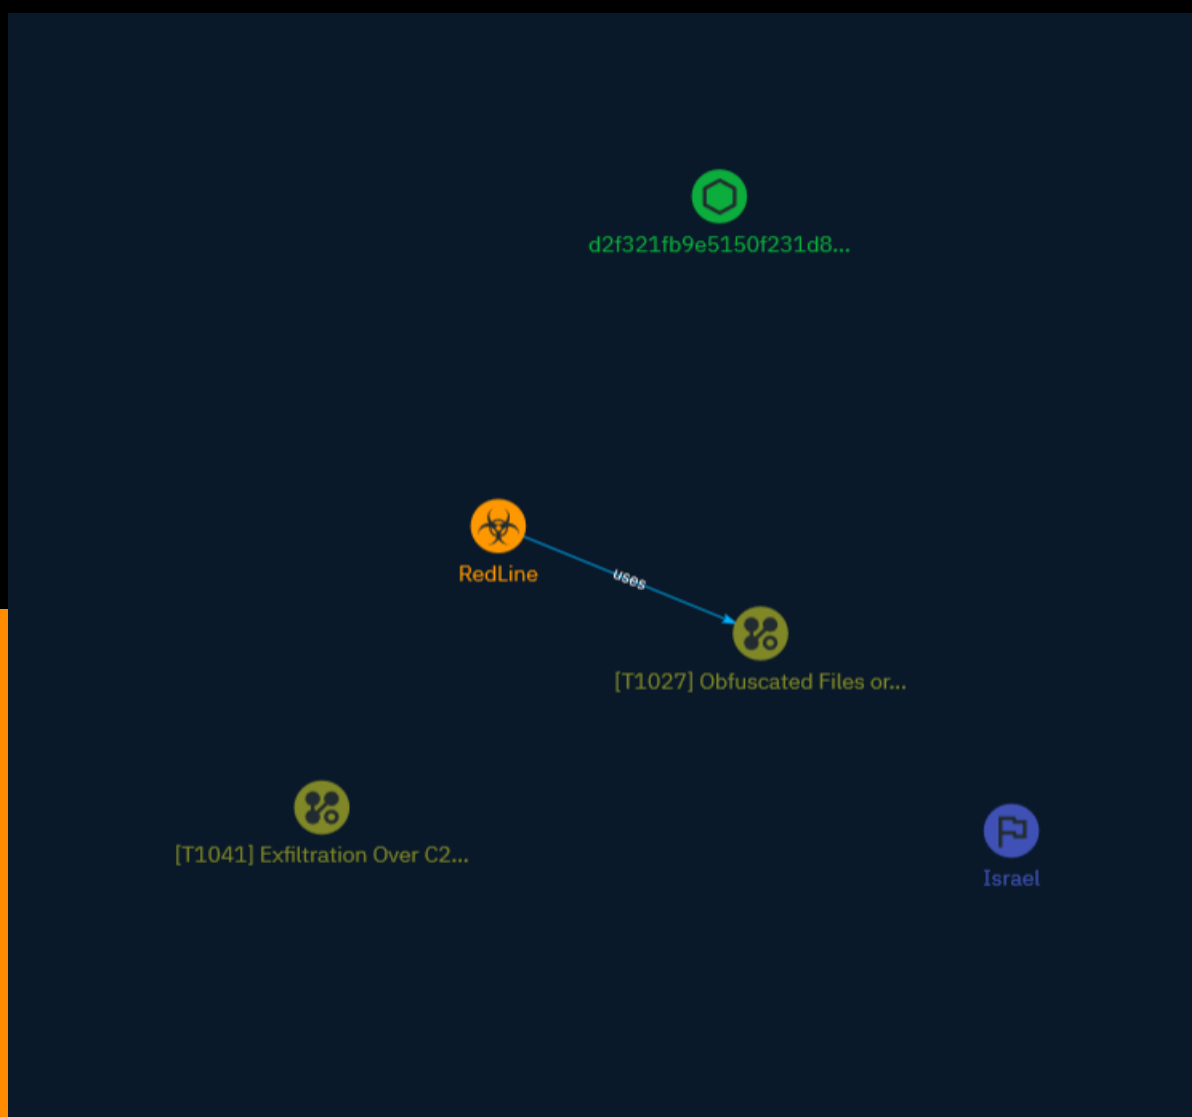 d2f321fb9e5150f231d8...
RedLine
uses
[T1027] Obfuscated Files or...
[T1041] Exfiltration Over C2...
Israel